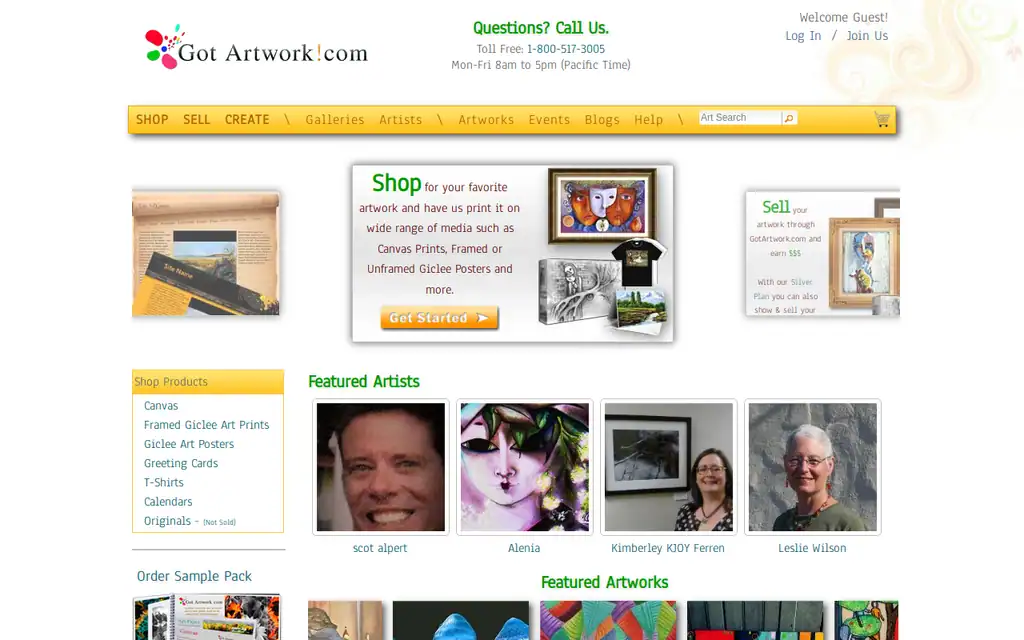 Got Artwork!com
Questions? Call Us.
Toll Free: 1-800-517-3005
Mon-Fri 8am to 5pm (Pacific Time)
Welcome Guest!
Log In / Join Us
SHOP SELL CREATE \ Galleries Artists \ Artworks Events Blogs Help \ Art Search
Site Name
Shop for your favorite
artwork and have us print it on
wide range of media such as
Canvas Prints, Framed or
Unframed Giclee Posters and
more.
Get Started
Sell your
artwork through
GotArtwork.com and
earn $$$
With our Silver
Plan you can also
show & sell your
Shop Products
Canvas
Framed Giclee Art Prints
Giclee Art Posters
Greeting Cards
T-Shirts
Calendars
Originals - (Not Sold)
Order Sample Pack
Got Artwork.com
Featured Artists
scot alpert
Alenia
Kimberley KJOY Ferren
Leslie Wilson
Featured Artworks